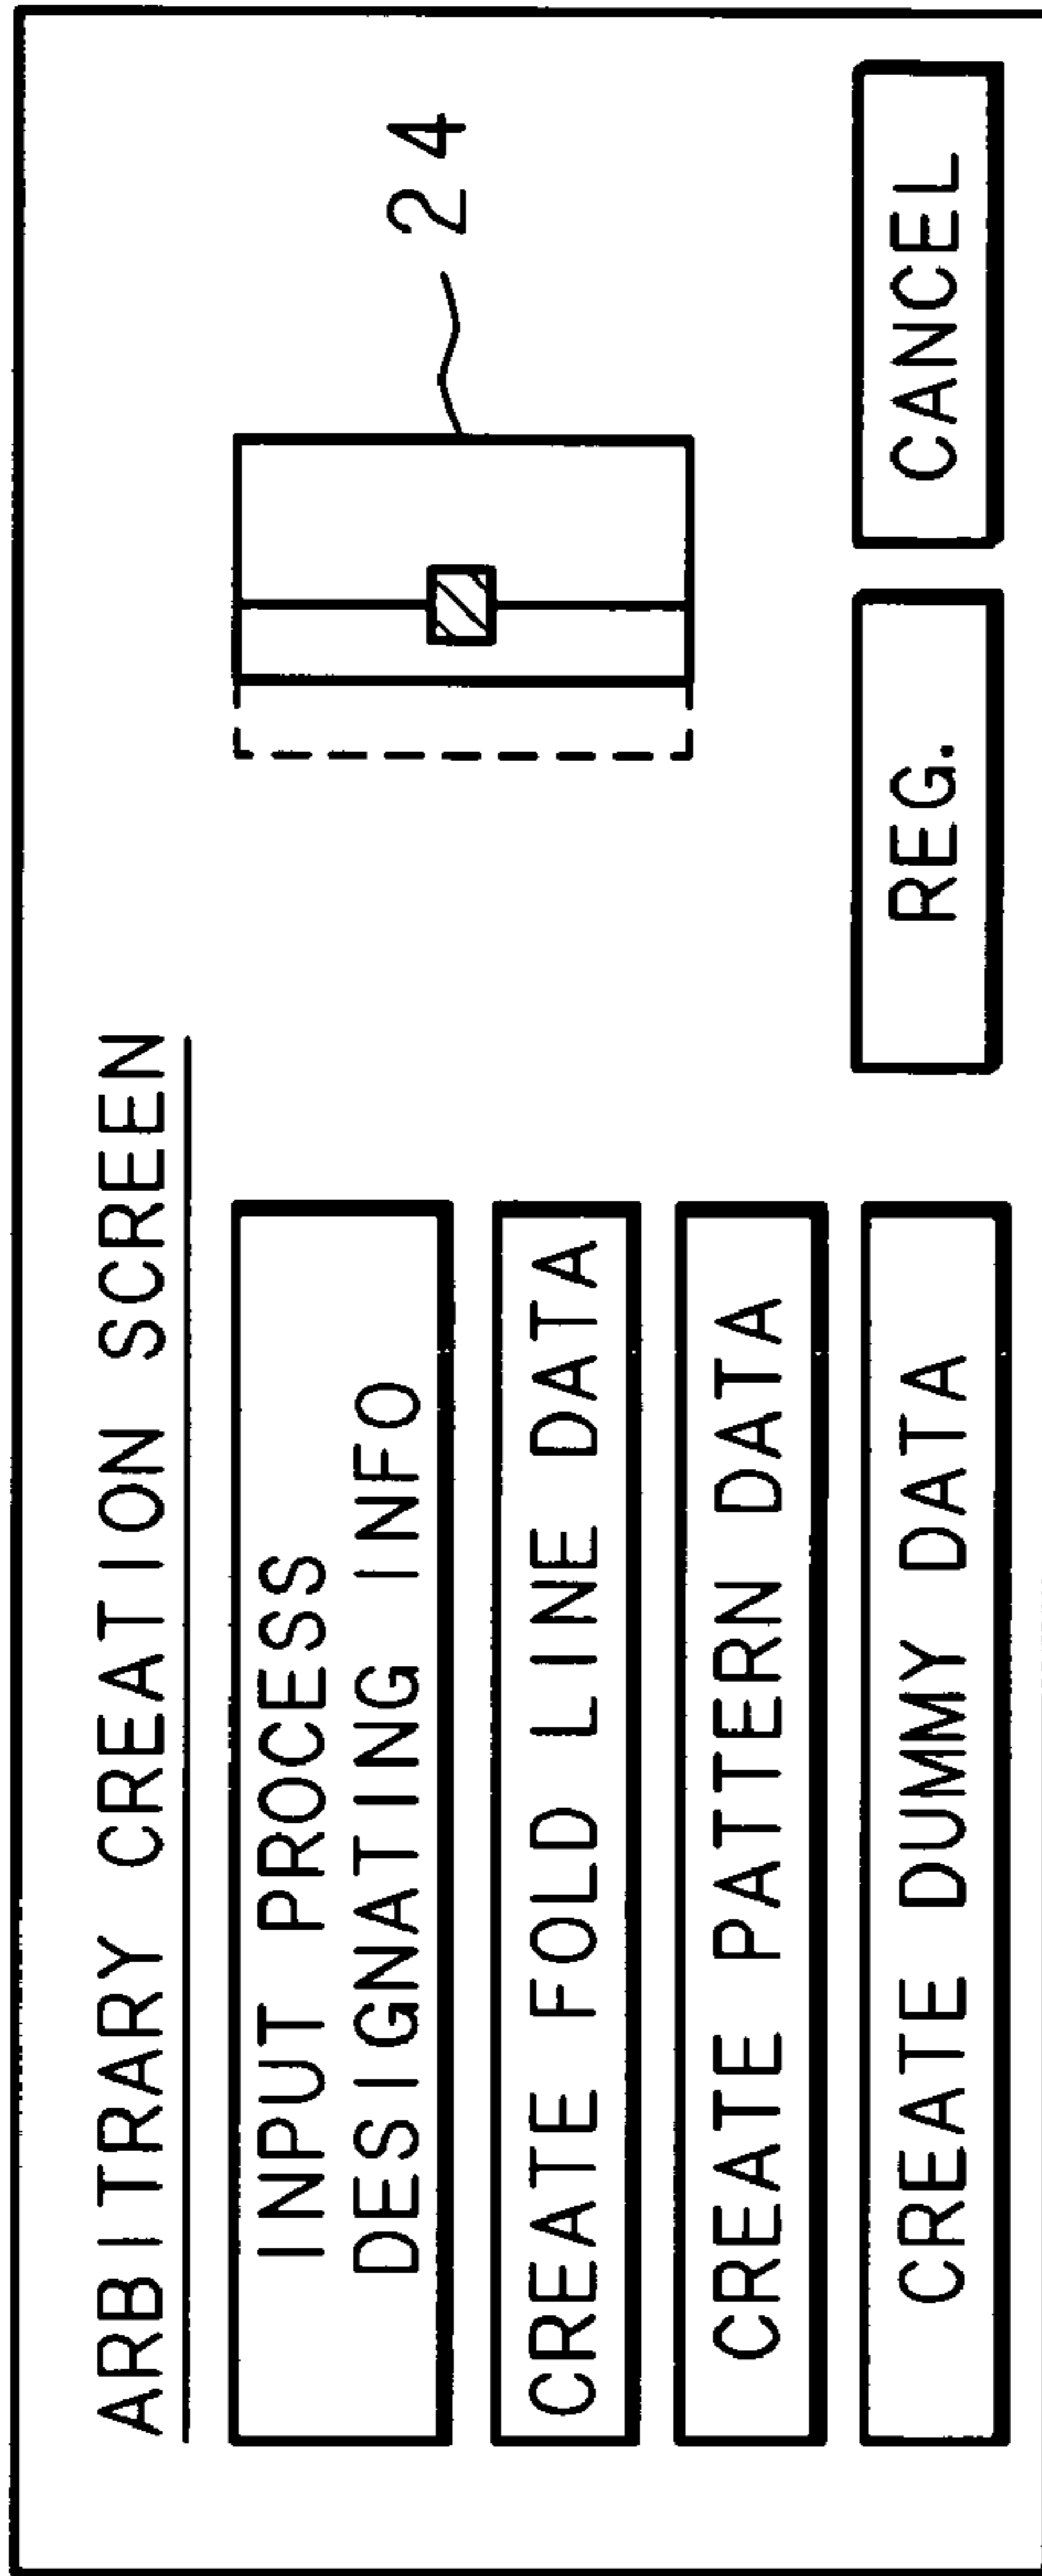 ARBITRARY CREATION SCREEN
INPUT PROCESS
DESIGNATING INFO
CREATE FOLD LINE DATA
CREATE PATTERN DATA
CREATE DUMMY DATA
24
REG.
CANCEL